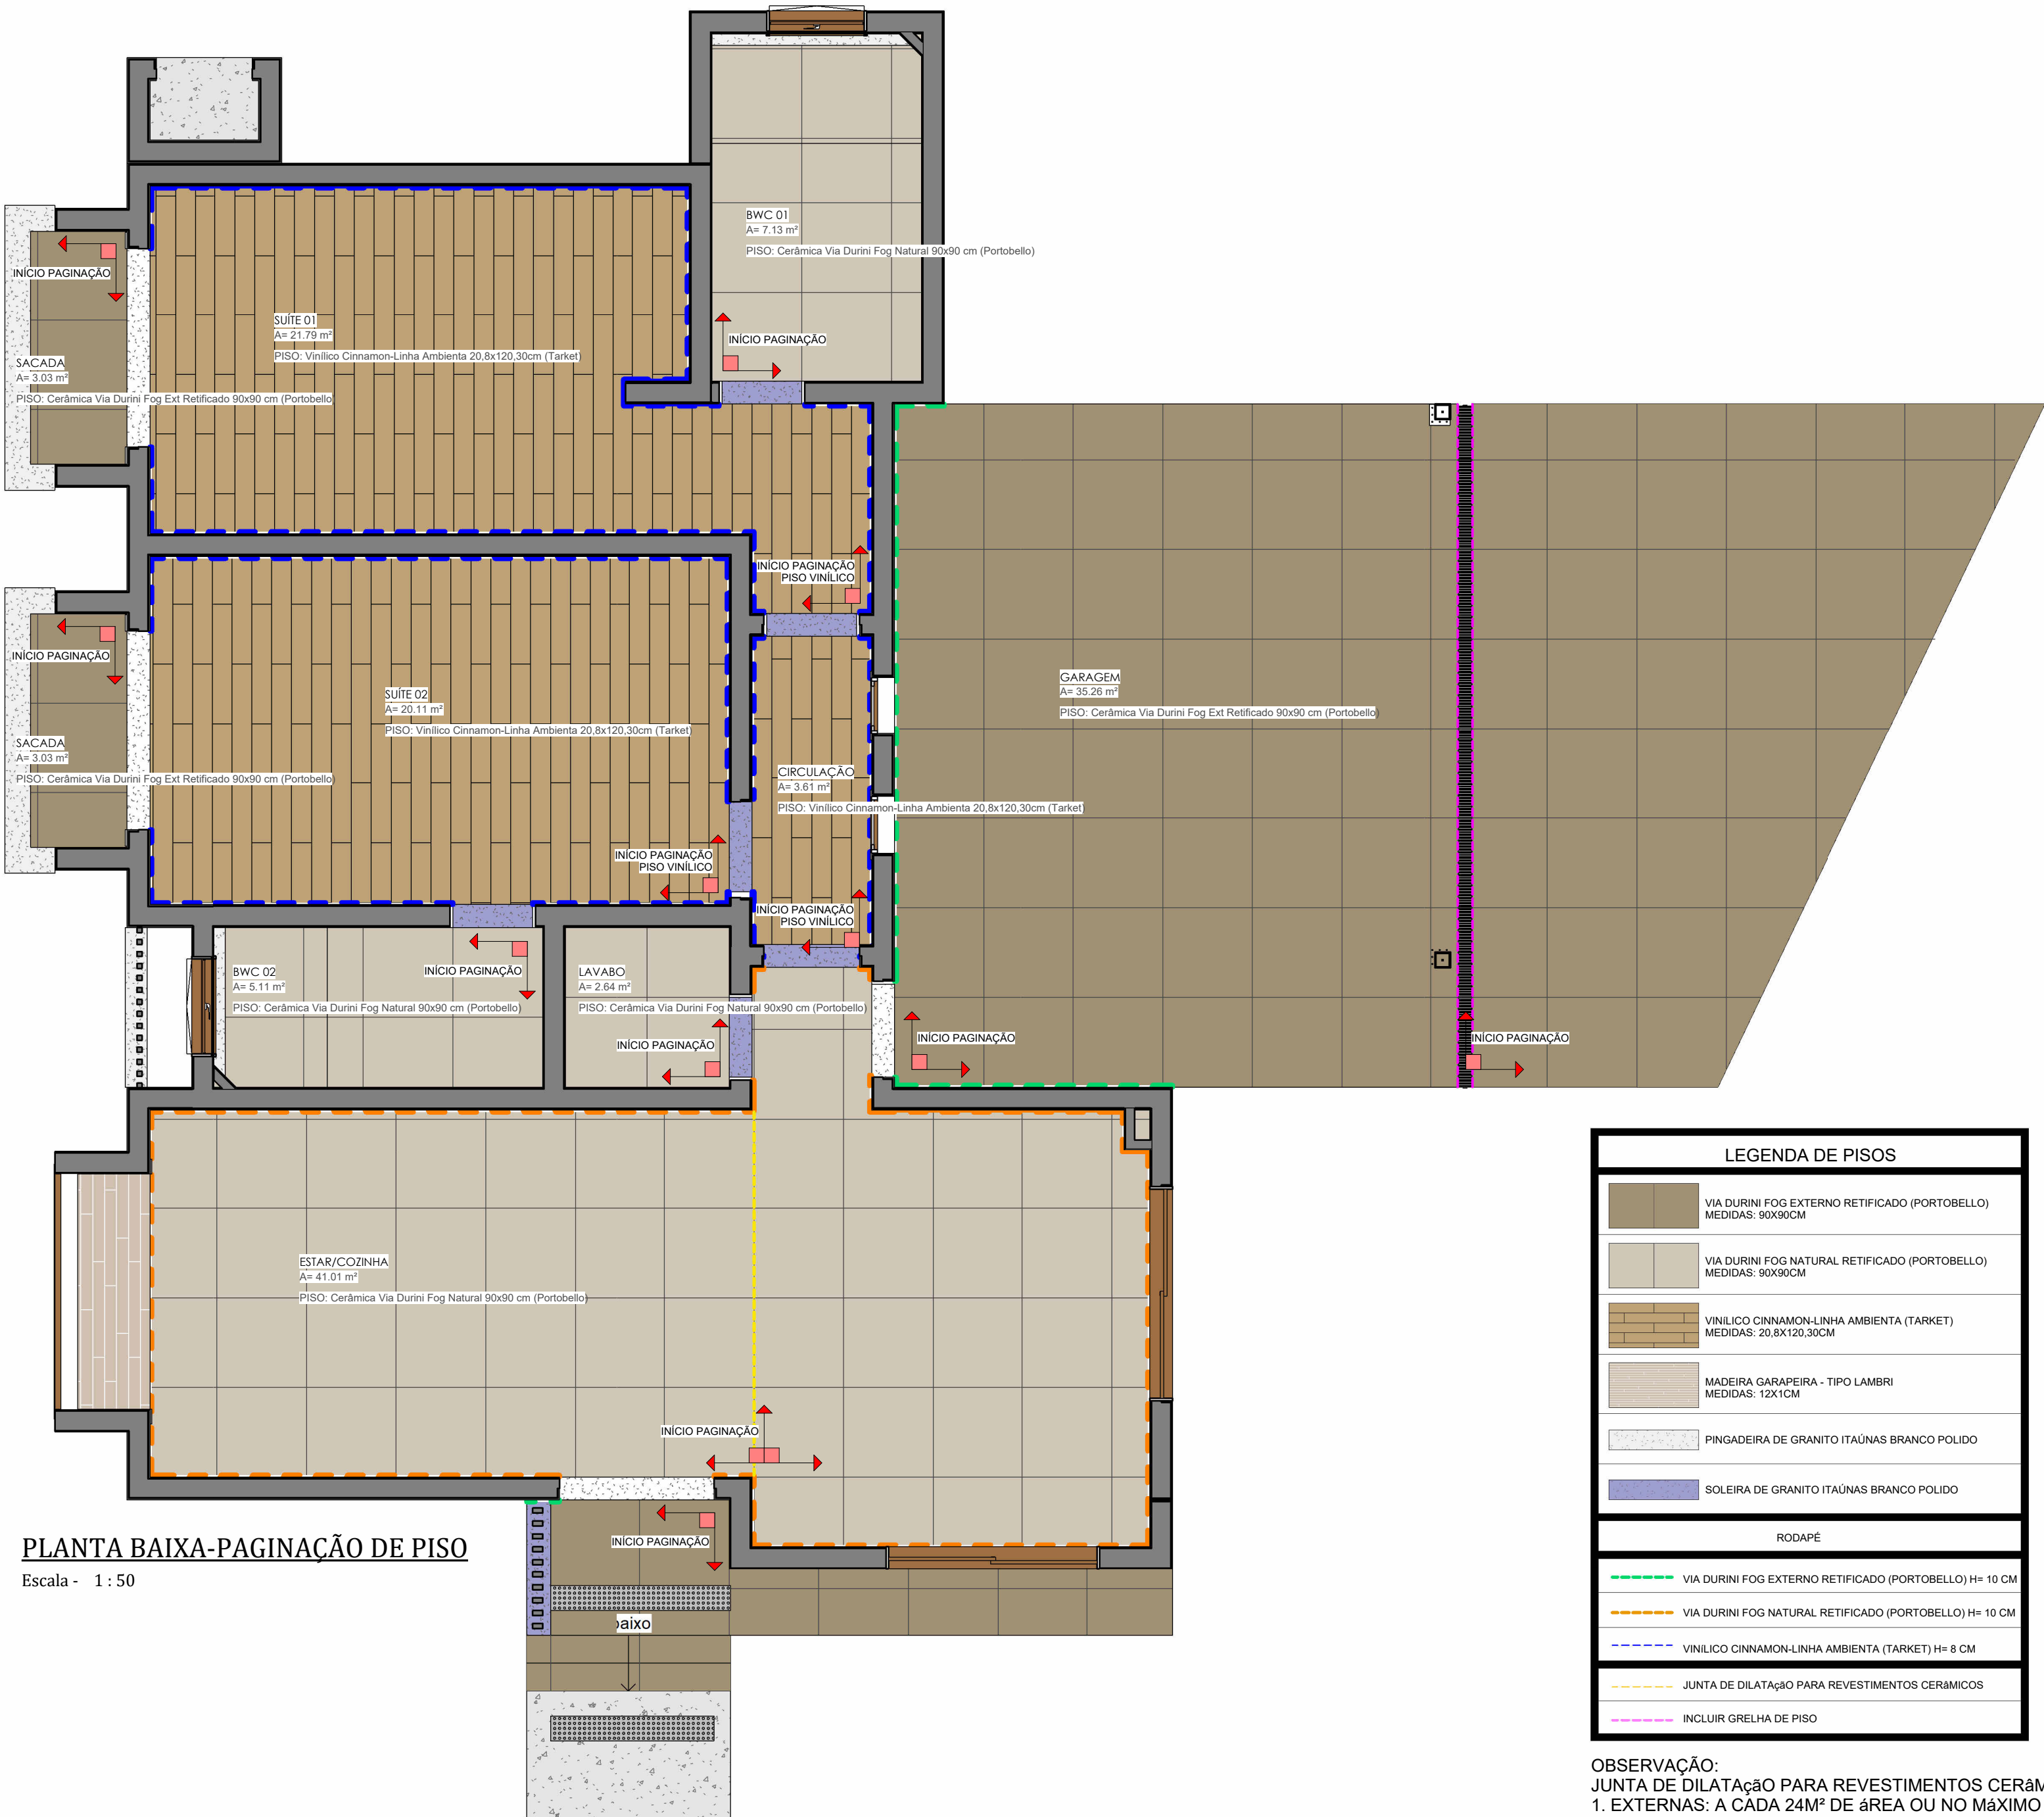 BWC 01
A= 7.13 m²
PISO: Cerâmica Via Durini Fog Natural 90x90 cm (Portobello)
INÍCIO PAGINAÇÃO
INÍCIO PAGINAÇÃO
SUÍTE 01
A= 21.79 m²
PISO: Vinílico Cinnamon-Linha Ambienta 20,8x120,30cm (Tarket)
SACADA
A= 3.03 m²
PISO: Cerâmica Via Durini Fog Ext Retificado 90x90 cm (Portobello)
INÍCIO PAGINAÇÃO
PISO VINÍLICO
INÍCIO PAGINAÇÃO
SUÍTE 02
A= 20.11 m²
PISO: Vinílico Cinnamon-Linha Ambienta 20,8x120,30cm (Tarket)
GARAGEM
A= 35.26 m²
PISO: Cerâmica Via Durini Fog Ext Retificado 90x90 cm (Portobello)
SACADA
A= 3.03 m²
PISO: Cerâmica Via Durini Fog Ext Retificado 90x90 cm (Portobello)
CIRCULAÇÃO
A= 3.61 m²
PISO: Vinílico Cinnamon-Linha Ambienta 20,8x120,30cm (Tarket)
INÍCIO PAGINAÇÃO
PISO VINÍLICO
INÍCIO PAGINAÇÃO
PISO VINÍLICO
BWC 02
A= 5.11 m²
PISO: Cerâmica Via Durini Fog Natural 90x90 cm (Portobello)
INÍCIO PAGINAÇÃO
LAVABO
A= 2.64 m²
PISO: Cerâmica Via Durini Fog Natural 90x90 cm (Portobello)
INÍCIO PAGINAÇÃO
INÍCIO PAGINAÇÃO
INÍCIO PAGINAÇÃO
ESTAR/COZINHA
A= 41.01 m²
PISO: Cerâmica Via Durini Fog Natural 90x90 cm (Portobello)
INÍCIO PAGINAÇÃO
INÍCIO PAGINAÇÃO
baixo
PLANTA BAIXA-PAGINAÇÃO DE PISO
Escala - 1 : 50
LEGENDA DE PISOS
VIA DURINI FOG EXTERNO RETIFICADO (PORTOBELLO)
MEDIDAS: 90X90CM
VIA DURINI FOG NATURAL RETIFICADO (PORTOBELLO)
MEDIDAS: 90X90CM
VINíLICO CINNAMON-LINHA AMBIENTA (TARKET)
MEDIDAS: 20,8X120,30CM
MADEIRA GARAPEIRA - TIPO LAMBRI
MEDIDAS: 12X1CM
PINGADEIRA DE GRANITO ITAÚNAS BRANCO POLIDO
SOLEIRA DE GRANITO ITAÚNAS BRANCO POLIDO
RODAPÉ
VIA DURINI FOG EXTERNO RETIFICADO (PORTOBELLO) H= 10 CM
VIA DURINI FOG NATURAL RETIFICADO (PORTOBELLO) H= 10 CM
VINíLICO CINNAMON-LINHA AMBIENTA (TARKET) H= 8 CM
JUNTA DE DILATAçãO PARA REVESTIMENTOS CERâMICOS
INCLUIR GRELHA DE PISO
OBSERVAÇÃO:
JUNTA DE DILATAçãO PARA REVESTIMENTOS CERâM
1. EXTERNAS: A CADA 24M² DE áREA OU NO MáXIMO